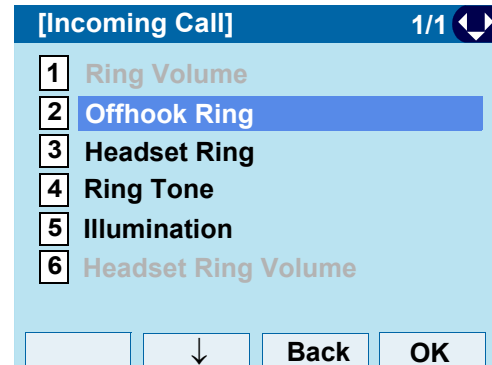 [Incoming Call] 1/1
1 Ring Volume
2 Offhook Ring
3 Headset Ring
4 Ring Tone
5 Illumination
6 Headset Ring Volume
↓ Back OK